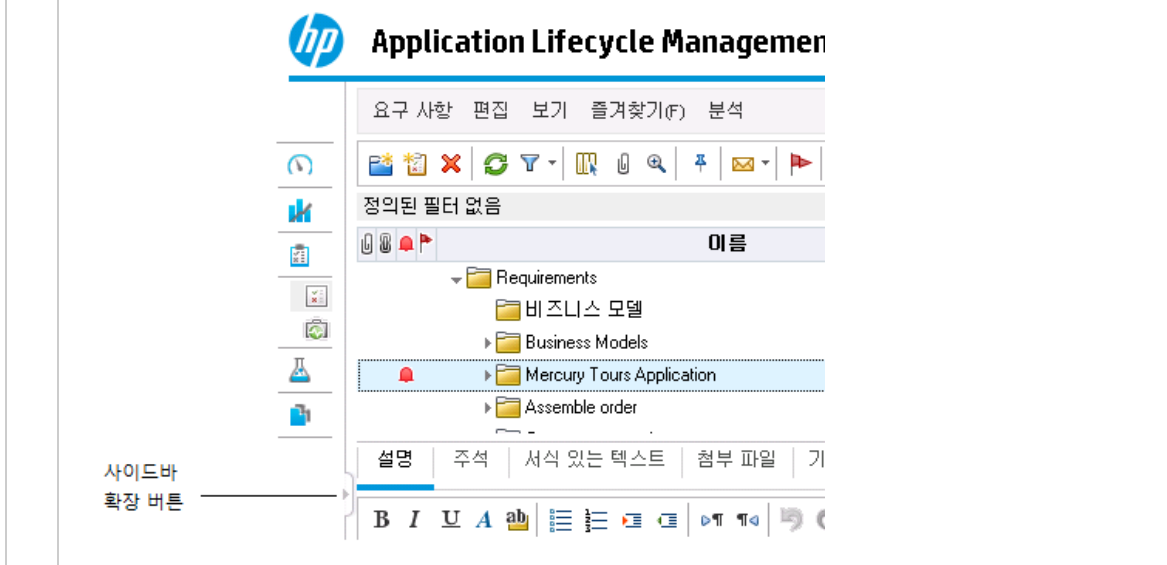 hp Application Lifecycle Managemen
요구 사항 편집 보기 즐겨찾기(F) 분석
정의된 필터 없음
이름
Requirements
비즈니스 모델
Business Models
Mercury Tours Application
Assemble order
설명 주석 서식 있는 텍스트 첨부 파일 기
사이드바
확장 버튼
B I U A ab